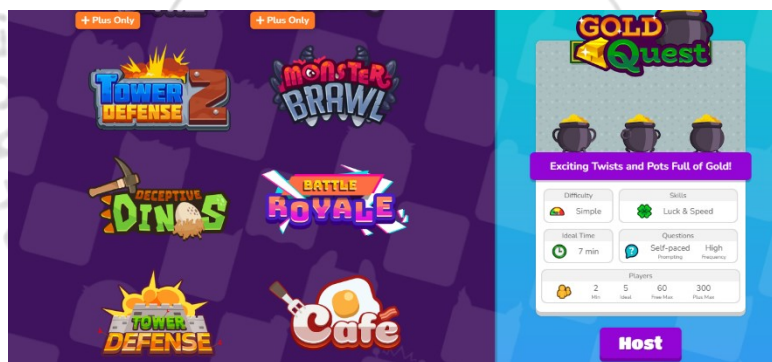 + Plus Only
+ Plus Only
TOWER
DEFENSE 2
MONSTER
BRAWL
DECEPTIVE
DINOS
BATTLE
ROYALE
TOWER
DEFENSE
Cafe
GOLD
Quest
Exciting Twists and Pots Full of Gold!
Difficulty
Simple
Skills
Luck & Speed
Ideal Time
7 min
Questions
Self-paced High
Prompting Frequency
Players
2 5 60 300
Min Ideal Free Max Plus Max
Host